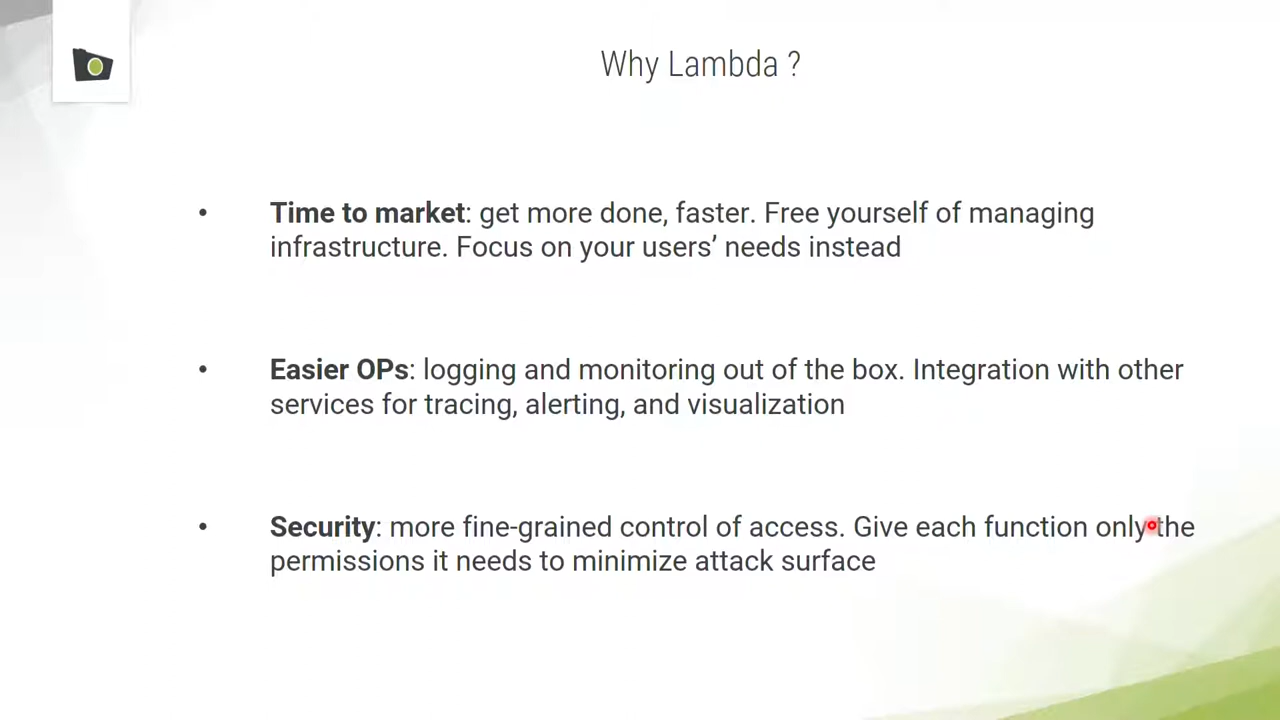 Why Lambda ?
• Time to market: get more done, faster. Free yourself of managing
infrastructure. Focus on your users’ needs instead
• Easier OPs: logging and monitoring out of the box. Integration with other
services for tracing, alerting, and visualization
• Security: more fine-grained control of access. Give each function only the
permissions it needs to minimize attack surface